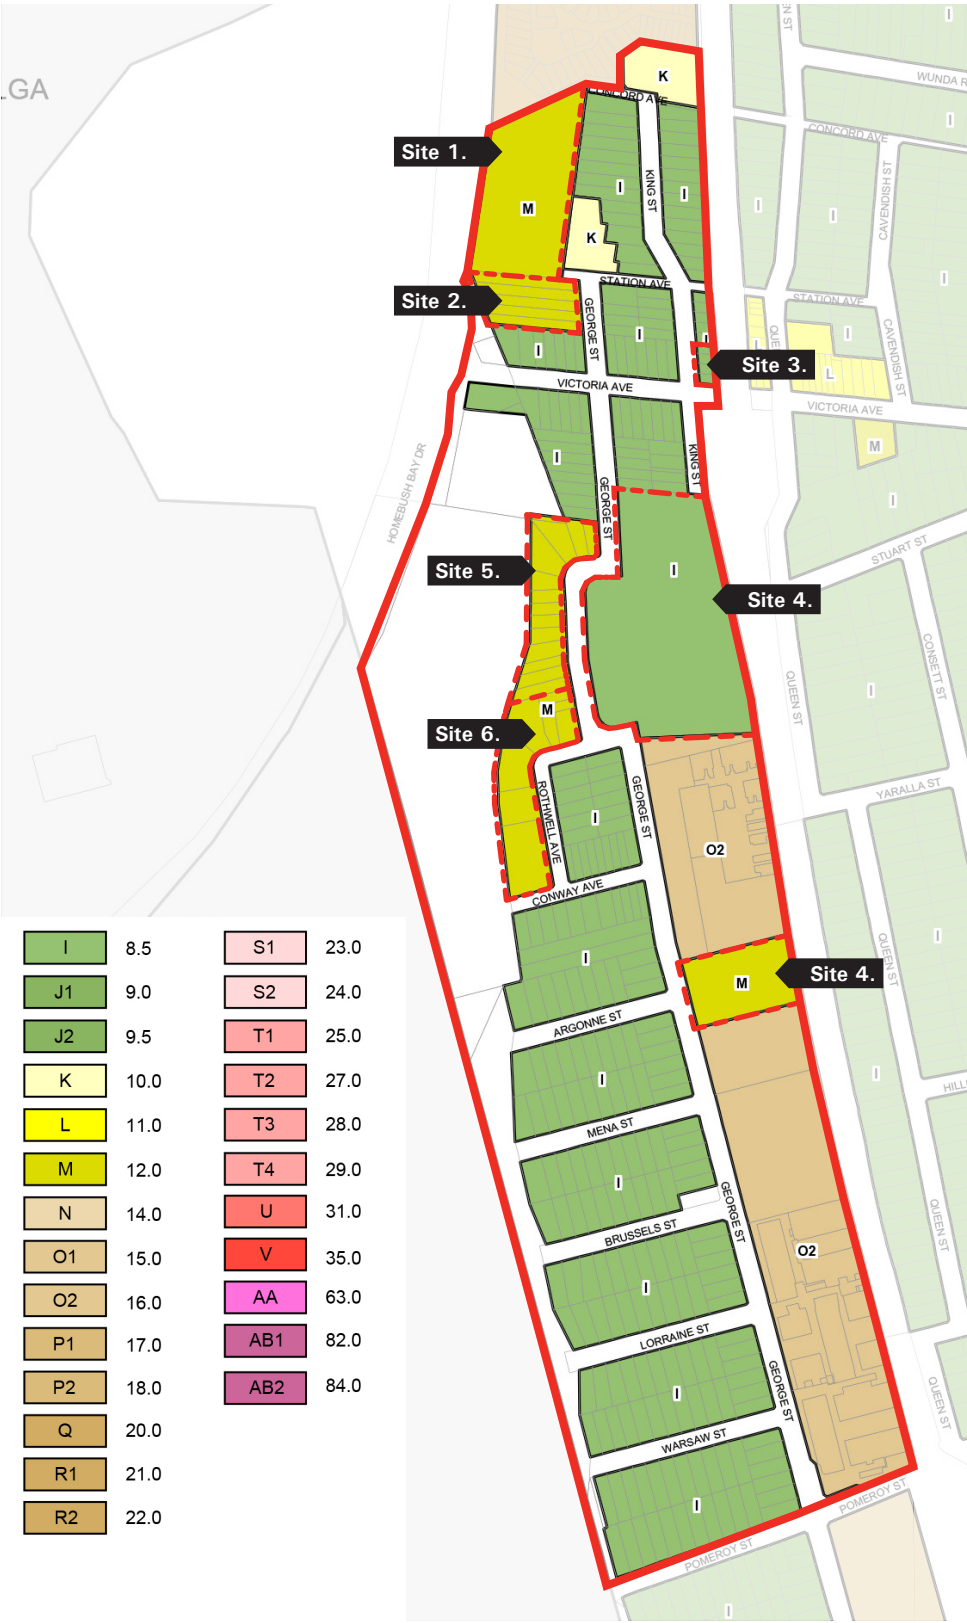 I
EN ST
WUNDA R
.GA
K
CONCORD AVE
I
CONCORD AVE
Site 1.
M
I
KING ST
I
I
I
CAVENDISH ST
K
I
STATION AVE
Site 2.
GEORGE ST
I
I
STATION AVE
L
QUE
I
CAVENDISH ST
I
Site 3.
L
VICTORIA AVE
VICTORIA AVE
M
I
I
KING ST
HOMEBUSH BAY DR
GEORGE ST
I
STUART ST
Site 5.
I
Site 4.
CONSETT ST
QUEEN ST
I
M
Site 6.
ROTHWELL AVE
I
GEORGE ST
YARALLA ST
O2
CONWAY AVE
I
QUEEN ST
I
M
Site 4.
ARGONNE ST
I
I
HILL
MENA ST
I
GEORGE ST
BRUSSELS ST
QUEEN ST
O2
I
LORRAINE ST
I
GEORGE ST
QUEEN ST
WARSAW ST
I
POMEROY ST
POMEROY ST
I
I 8.5
J1 9.0
J2 9.5
K 10.0
L 11.0
M 12.0
N 14.0
O1 15.0
O2 16.0
P1 17.0
P2 18.0
Q 20.0
R1 21.0
R2 22.0
S1 23.0
S2 24.0
T1 25.0
T2 27.0
T3 28.0
T4 29.0
U 31.0
V 35.0
AA 63.0
AB1 82.0
AB2 84.0